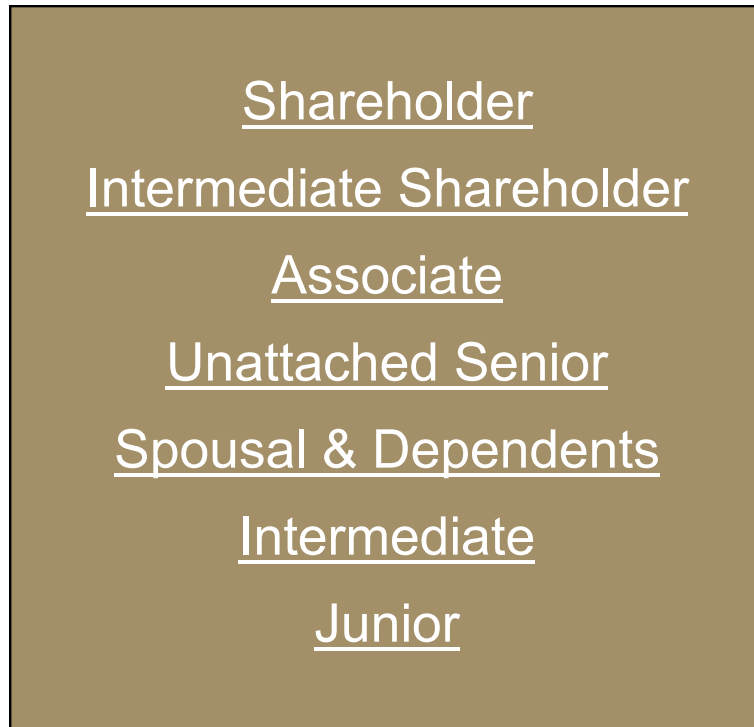 Shareholder
Intermediate Shareholder
Associate
Unattached Senior
Spousal & Dependents
Intermediate
Junior